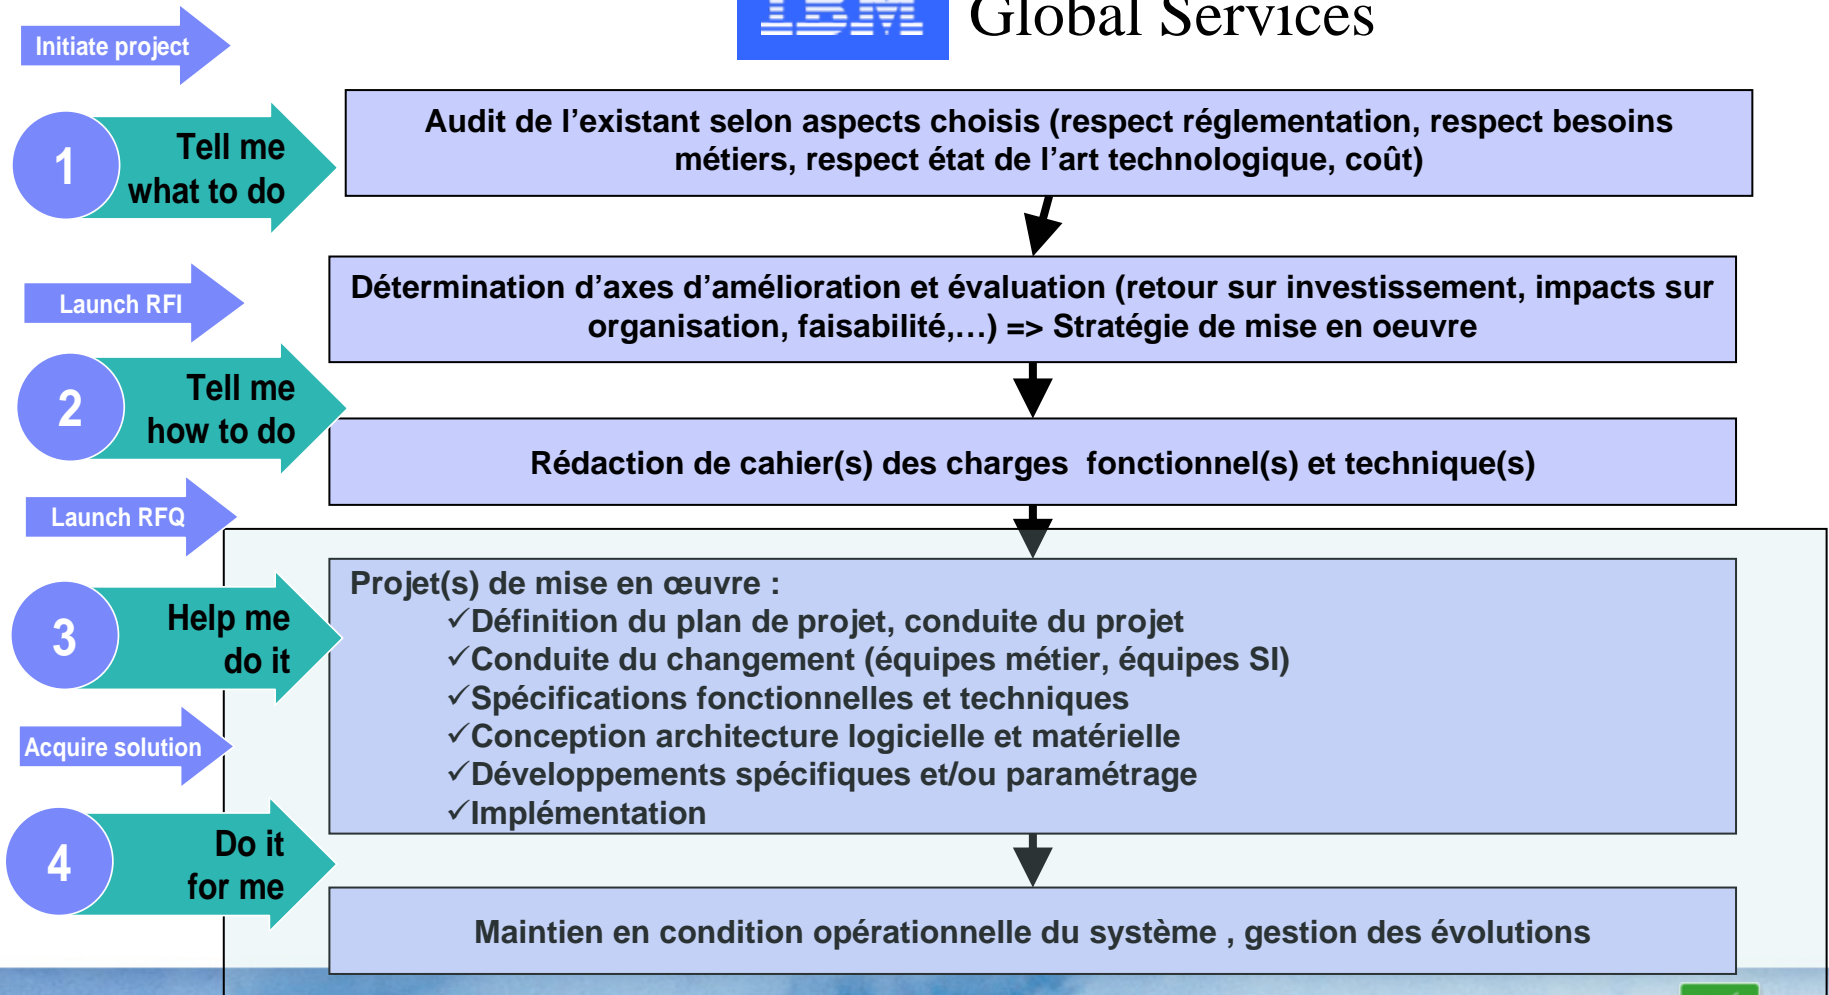 IBM Global Services
Initiate project
1
Tell me
what to do
Audit de l’existant selon aspects choisis (respect réglementation, respect besoins
métiers, respect état de l’art technologique, coût)
Launch RFI
Détermination d'axes d’amélioration et évaluation (retour sur investissement, impacts sur
organisation, faisabilité,…) => Stratégie de mise en oeuvre
2
Tell me
how to do
Rédaction de cahier(s) des charges  fonctionnel(s) et technique(s)
Launch RFQ
3
Help me
do it
Projet(s) de mise en œuvre :
✓Définition du plan de projet, conduite du projet
✓Conduite du changement (équipes métier, équipes SI)
✓Spécifications fonctionnelles et techniques
✓Conception architecture logicielle et matérielle
✓Développements spécifiques et/ou paramétrage
✓Implémentation
Acquire solution
4
Do it
for me
Maintien en condition opérationnelle du système , gestion des évolutions